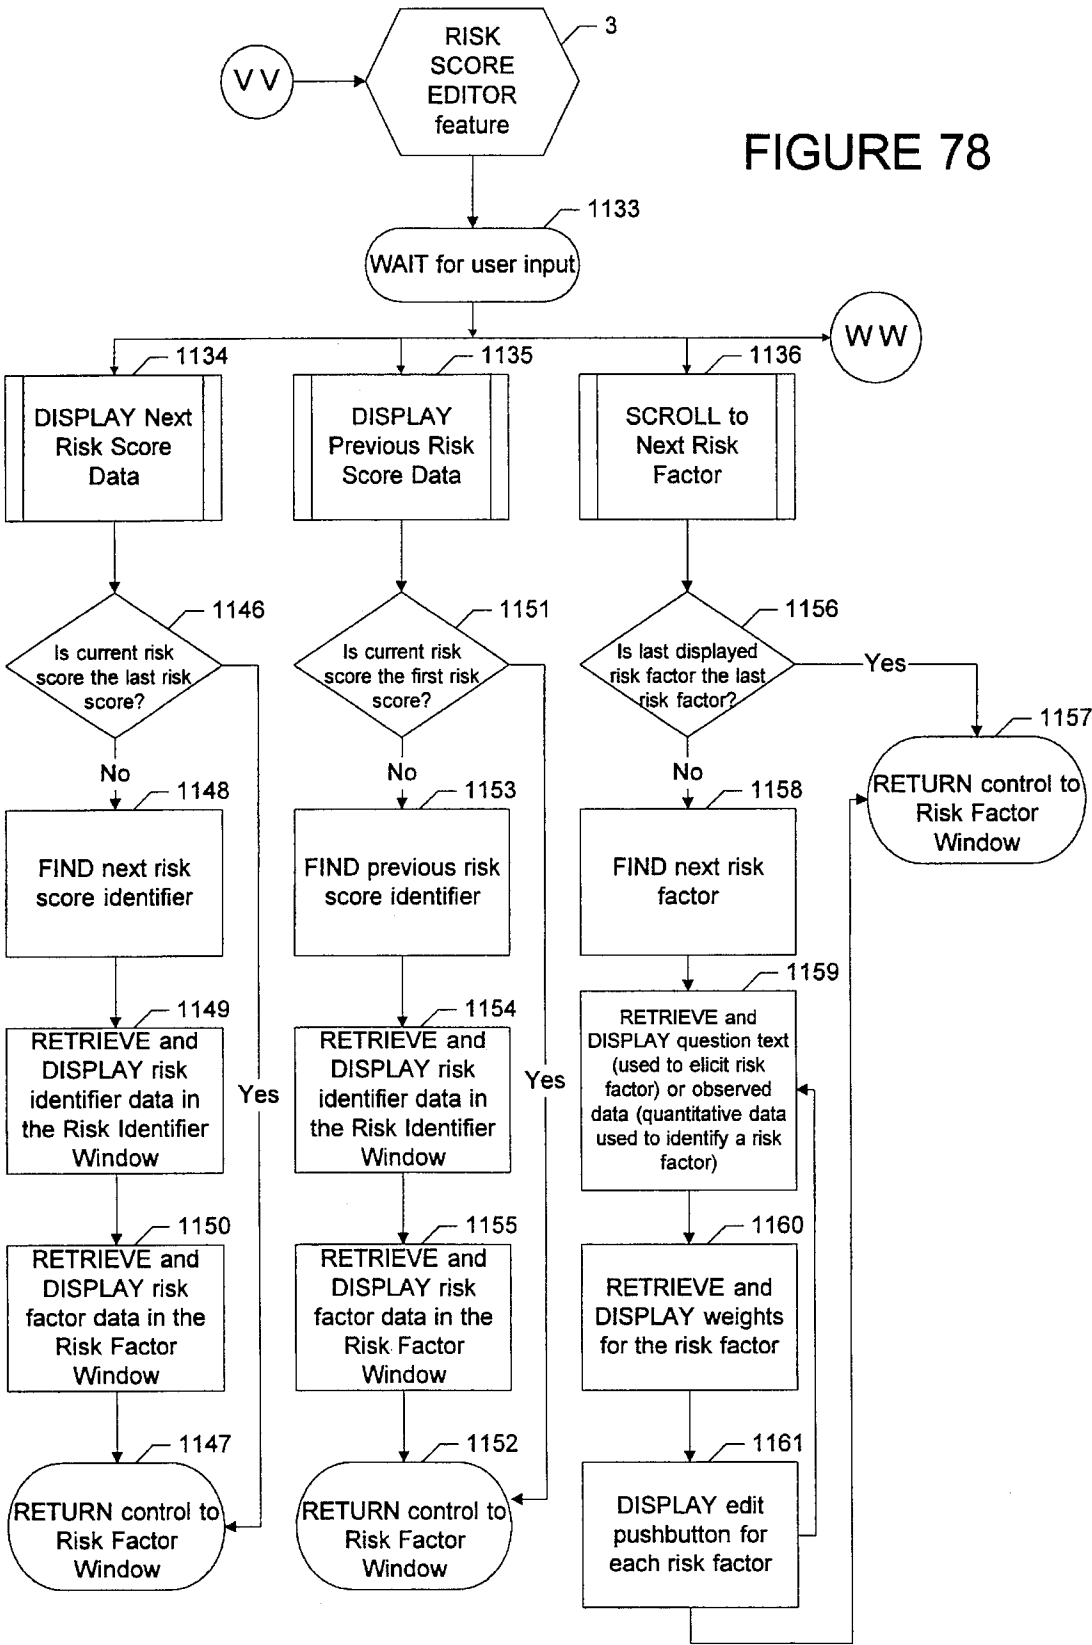 3
RISK
SCORE
EDITOR
feature
V V
FIGURE 78
1133
WAIT for user input
W W
1134
DISPLAY Next
Risk Score
Data
1135
DISPLAY
Previous Risk
Score Data
1136
SCROLL to
Next Risk
Factor
1146
Is current risk
score the last risk
score?
1151
Is current risk
score the first risk
score?
1156
Is last displayed
risk factor the last
risk factor?
Yes
1157
RETURN control to
Risk Factor
Window
No
No
No
1148
FIND next risk
score identifier
1153
FIND previous risk
score identifier
1158
FIND next risk
factor
1149
RETRIEVE and
DISPLAY risk
identifier data in
the Risk Identifier
Window
Yes
1154
RETRIEVE and
DISPLAY risk
identifier data in
the Risk Identifier
Window
Yes
1159
RETRIEVE and
DISPLAY question text
(used to elicit risk
factor) or observed
data (quantitative data
used to identify a risk
factor)
1150
RETRIEVE and
DISPLAY risk
factor data in the
Risk Factor
Window
1155
RETRIEVE and
DISPLAY risk
factor data in the
Risk Factor
Window
1160
RETRIEVE and
DISPLAY weights
for the risk factor
1147
RETURN control to
Risk Factor
Window
1152
RETURN control to
Risk Factor
Window
1161
DISPLAY edit
pushbutton for
each risk factor